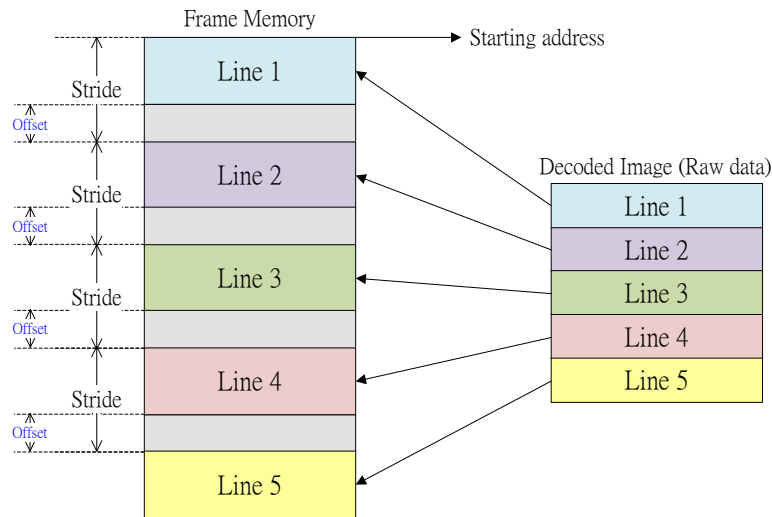 Frame Memory
Starting address
Line 1
Stride
Offset
Line 2
Stride
Offset
Line 3
Stride
Offset
Line 4
Stride
Offset
Line 5
Decoded Image (Raw data)
Line 1
Line 2
Line 3
Line 4
Line 5